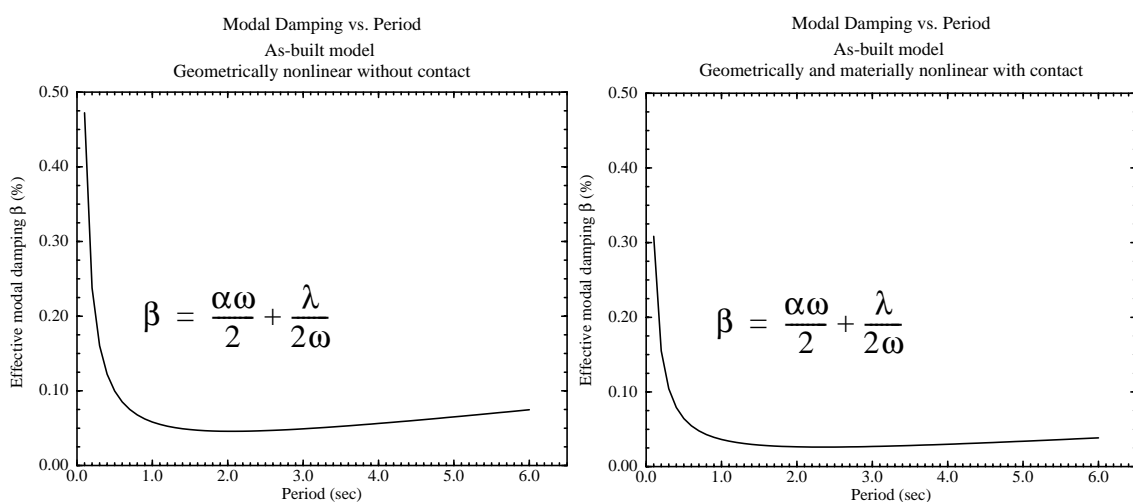 Modal Damping vs. Period
As-built model
Geometrically nonlinear without contact
0.50
0.40
0.30
0.20
0.10
0.00
Effective modal damping β (%)
β = αω/2 + λ/2ω
0.0 1.0 2.0 3.0 4.0 5.0 6.0
Period (sec)
Modal Damping vs. Period
As-built model
Geometrically and materially nonlinear with contact
0.50
0.40
0.30
0.20
0.10
0.00
Effective modal damping β (%)
β = αω/2 + λ/2ω
0.0 1.0 2.0 3.0 4.0 5.0 6.0
Period (sec)